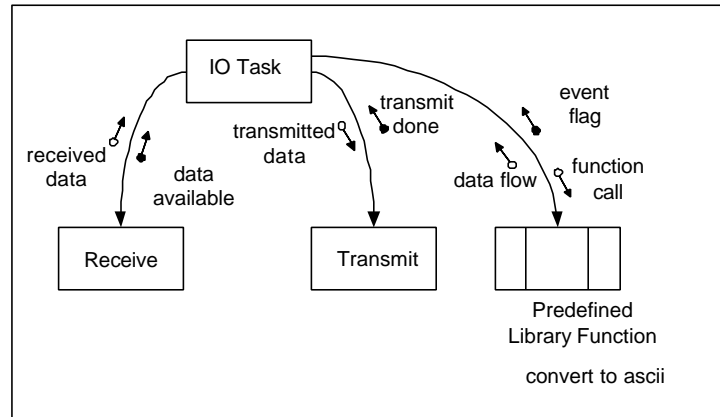 IO Task
transmit
done
event
flag
transmitted
data
received
data
data
available
data flow
function
call
Receive
Transmit
Predefined
Library Function
convert to ascii